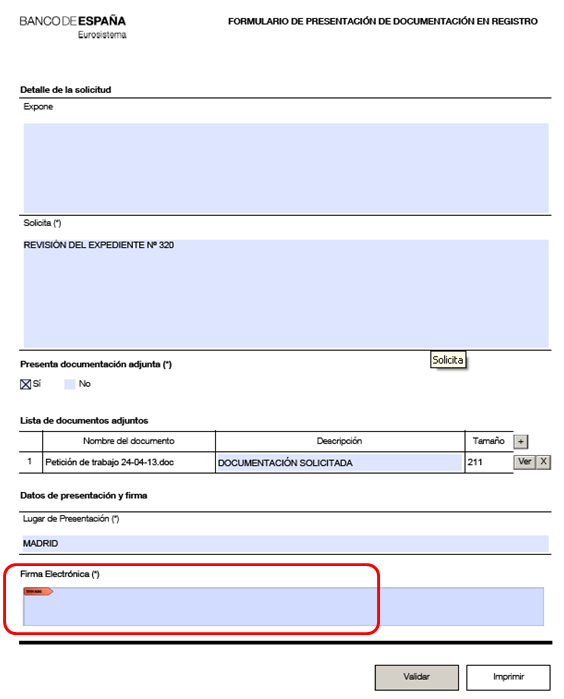 BANCO DE ESPAÑA
Eurosistema
FORMULARIO DE PRESENTACIÓN DE DOCUMENTACIÓN EN REGISTRO
Detalle de la solicitud
Expone
Solicita (*)
REVISIÓN DEL EXPEDIENTE Nº 320
Solicita
Presenta documentación adjunta (*)
Sí No
Lista de documentos adjuntos
Nombre del documento Descripción Tamaño +
1 Petición de trabajo 24-04-13.doc DOCUMENTACIÓN SOLICITADA 211 Ver X
Datos de presentación y firma
Lugar de Presentación (*)
MADRID
Firma Electrónica (*)
Validar Imprimir